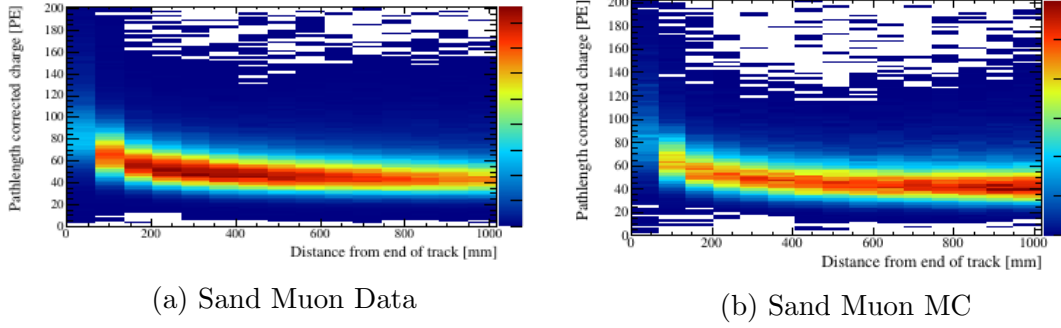 Pathlength corrected charge [PE]
200
180
160
140
120
100
80
60
40
20
0
0 200 400 600 800 1000
Distance from end of track [mm]
(a) Sand Muon Data
Pathlength corrected charge [PE]
200
180
160
140
120
100
80
60
40
20
0
0 200 400 600 800 1000
Distance from end of track [mm]
(b) Sand Muon MC